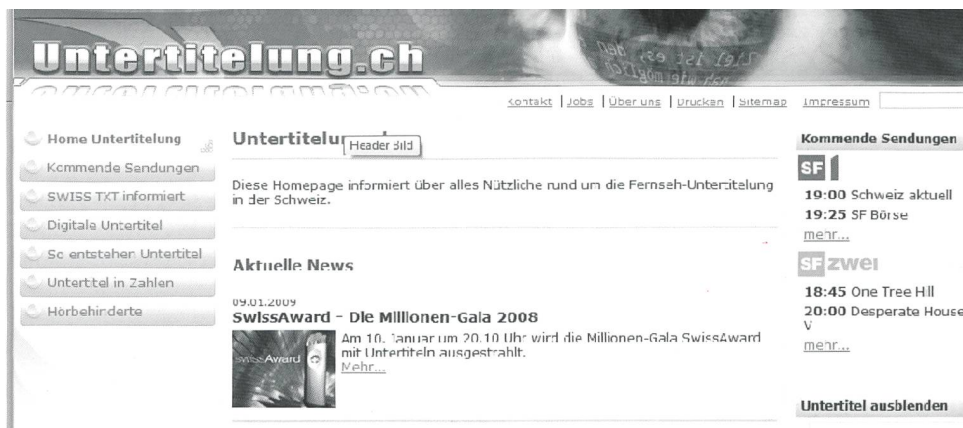 Untertitelung.ch
Kontakt | Jobs | Über uns | Drucken | Sitemap
Impressum
Home Untertitelung
Kommende Sendungen
SWISS TXT informiert
Digitale Untertitel
So entstehen Untertitel
Untertitel in Zahlen
Hörbehinderte
Header Bild
Diese Homepage informiert über alles Nützliche rund um die Fernseh-Untertitelung
in der Schweiz.
Aktuelle News
09.01.2009
SwissAward - Die Millionen-Gala 2008
SwissAward
Am 10. Januar um 20.10 Uhr wird die Millionen-Gala SwissAward
mit Untertiteln ausgestrahlt.
Mehr...
Kommende Sendungen
SF 1
19:00 Schweiz aktuell
19:25 SF Börse
mehr...
SF zwei
18:45 One Tree Hill
20:00 Desperate House
V
mehr...
Untertitel ausblenden